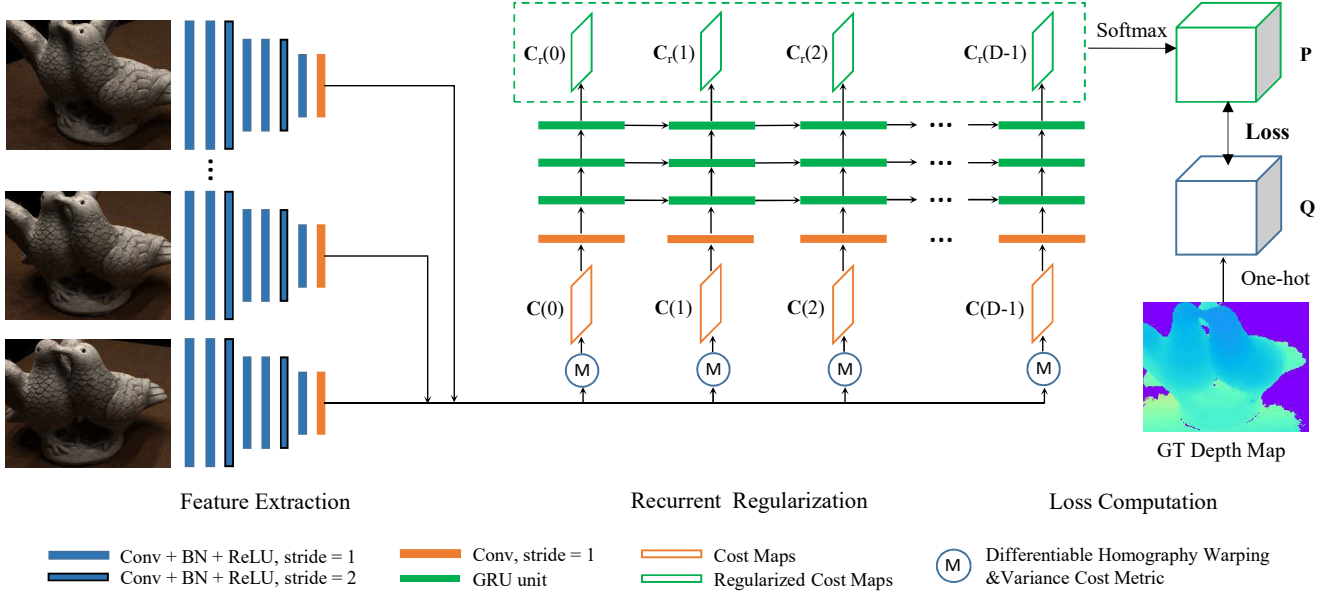 C_r(0)
C_r(1)
C_r(2)
C_r(D-1)
Softmax
P
Loss
Q
One-hot
...
...
...
...
...
C(0)
C(1)
C(2)
C(D-1)
M
M
M
M
GT Depth Map
Feature Extraction
Recurrent Regularization
Loss Computation
Conv + BN + ReLU, stride = 1
Conv + BN + ReLU, stride = 2
Conv, stride = 1
GRU unit
Cost Maps
Regularized Cost Maps
M
Differentiable Homography Warping
&Variance Cost Metric